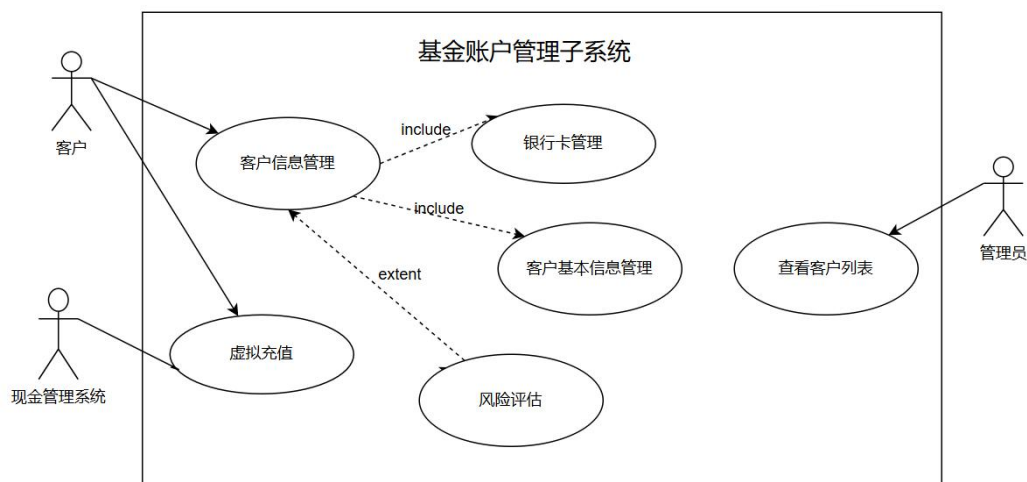 基金账户管理子系统
客户
客户信息管理
include
银行卡管理
include
客户基本信息管理
查看客户列表
管理员
extent
虚拟充值
现金管理系统
风险评估